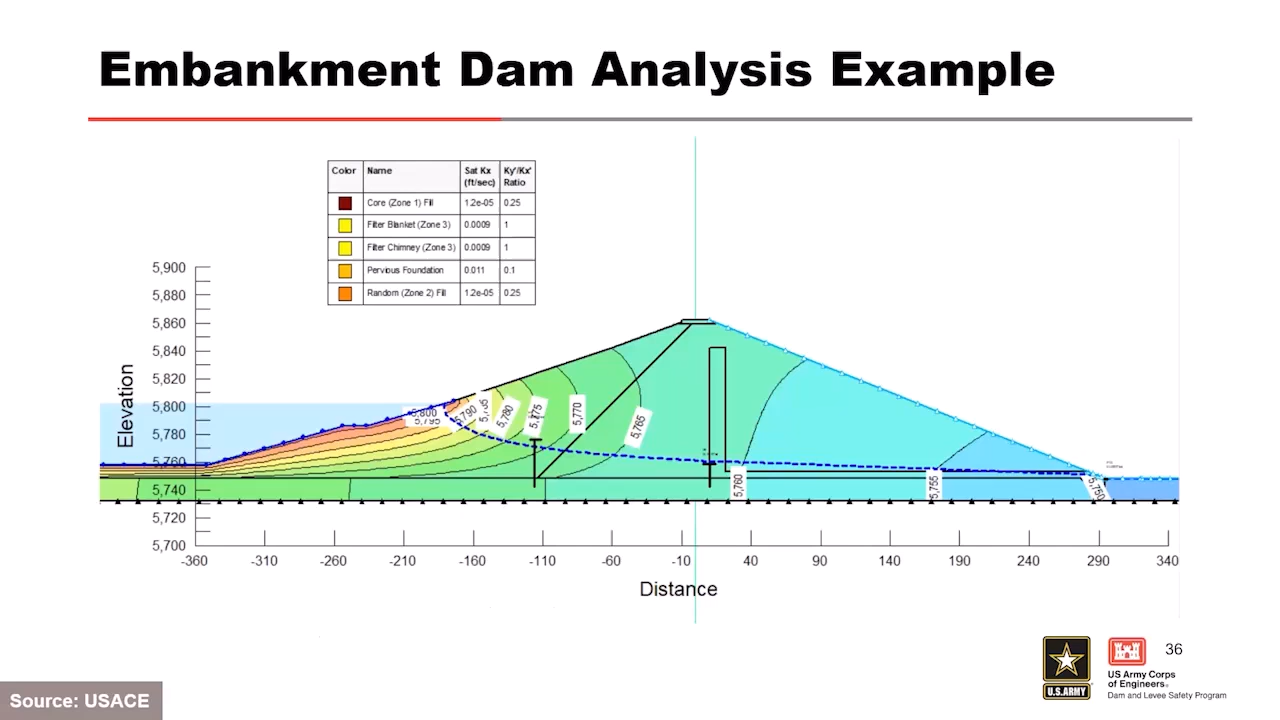 Embankment Dam Analysis Example
Color Name Sat Kx (ft/sec) Ky'/Kx' Ratio
Core (Zone 1) Fill 1.2e-05 0.25
Filter Blanket (Zone 3) 0.0009 1
Filter Chimney (Zone 3) 0.0009 1
Pervious Foundation 0.011 0.1
Random (Zone 2) Fill 1.2e-05 0.25
Elevation
5,900
5,880
5,860
5,840
5,820
5,800
5,780
5,760
5,740
5,720
5,700
5,800
5,795
5,790
5,780
5,775
5,770
5,765
5,760
5,755
5,750
-360 -310 -260 -210 -160 -110 -60 -10 40 90 140 190 240 290 340
Distance
36
U.S.ARMY
US Army Corps
of Engineers®
Dam and Levee Safety Program
Source: USACE